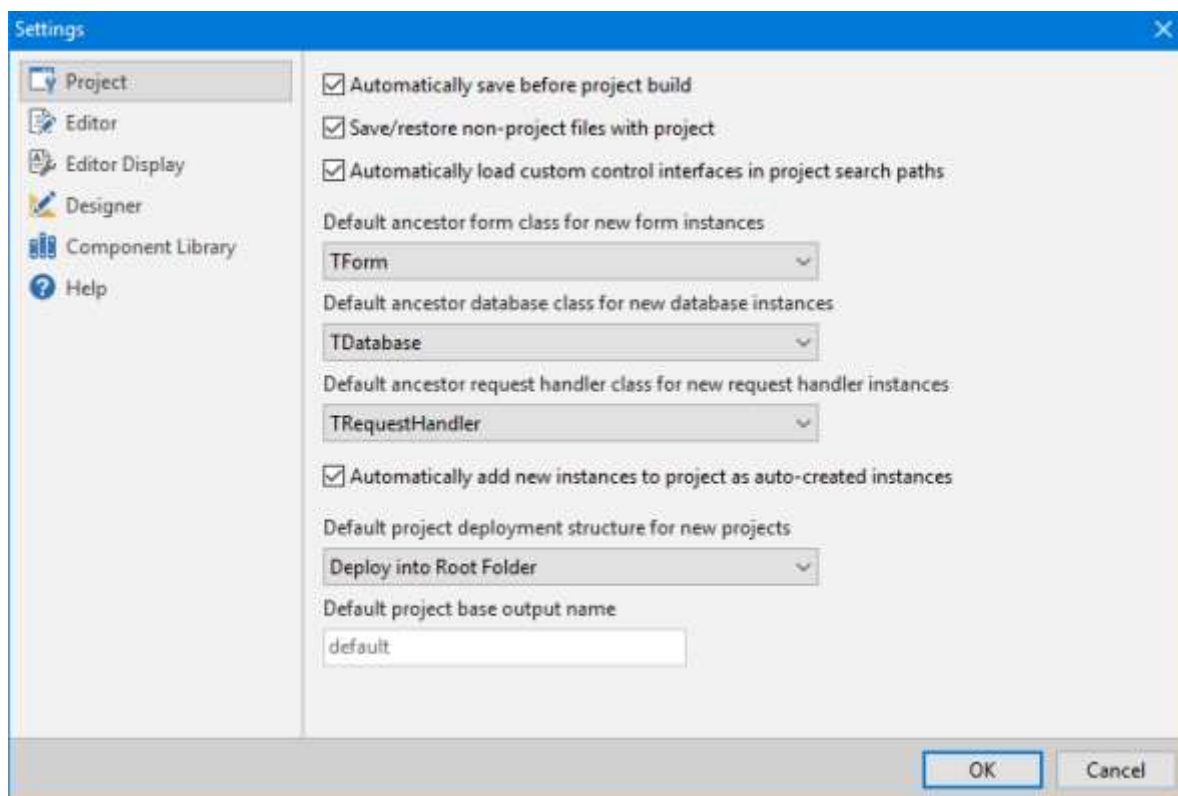 Settings
Project
Editor
Editor Display
Designer
Component Library
Help
Automatically save before project build
Save/restore non-project files with project
Automatically load custom control interfaces in project search paths
Default ancestor form class for new form instances
TForm
Default ancestor database class for new database instances
TDatabase
Default ancestor request handler class for new request handler instances
TRequestHandler
Automatically add new instances to project as auto-created instances
Default project deployment structure for new projects
Deploy into Root Folder
Default project base output name
default
OK
Cancel